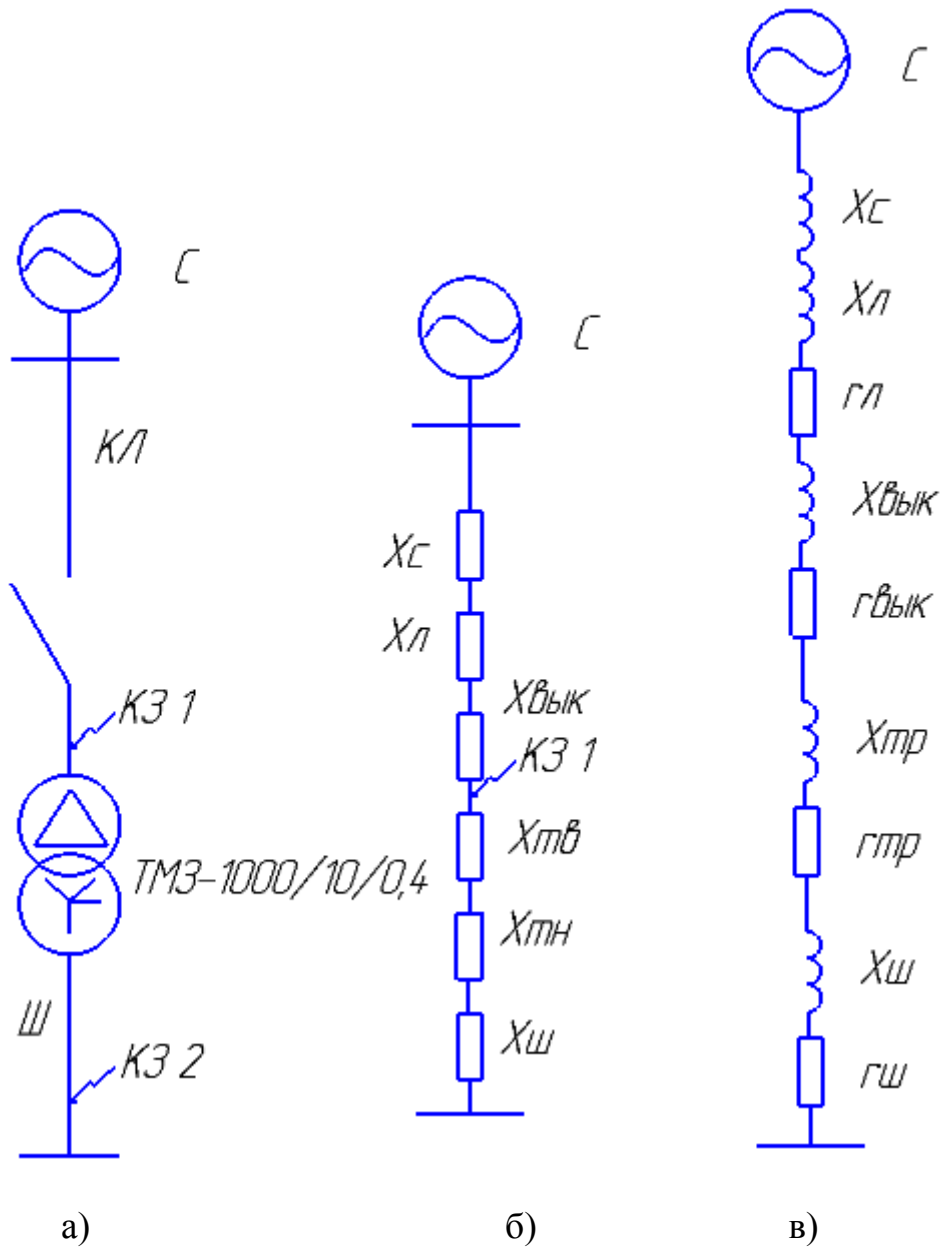 С
КЛ
КЗ 1
ТМЗ-1000/10/0,4
Ш
КЗ 2
а)
С
Хс
Хл
Хвык
КЗ 1
Хтв
Хтн
Хш
б)
С
Хс
Хл
rл
Хвык
rвык
Хтр
rтр
Хш
rш
в)